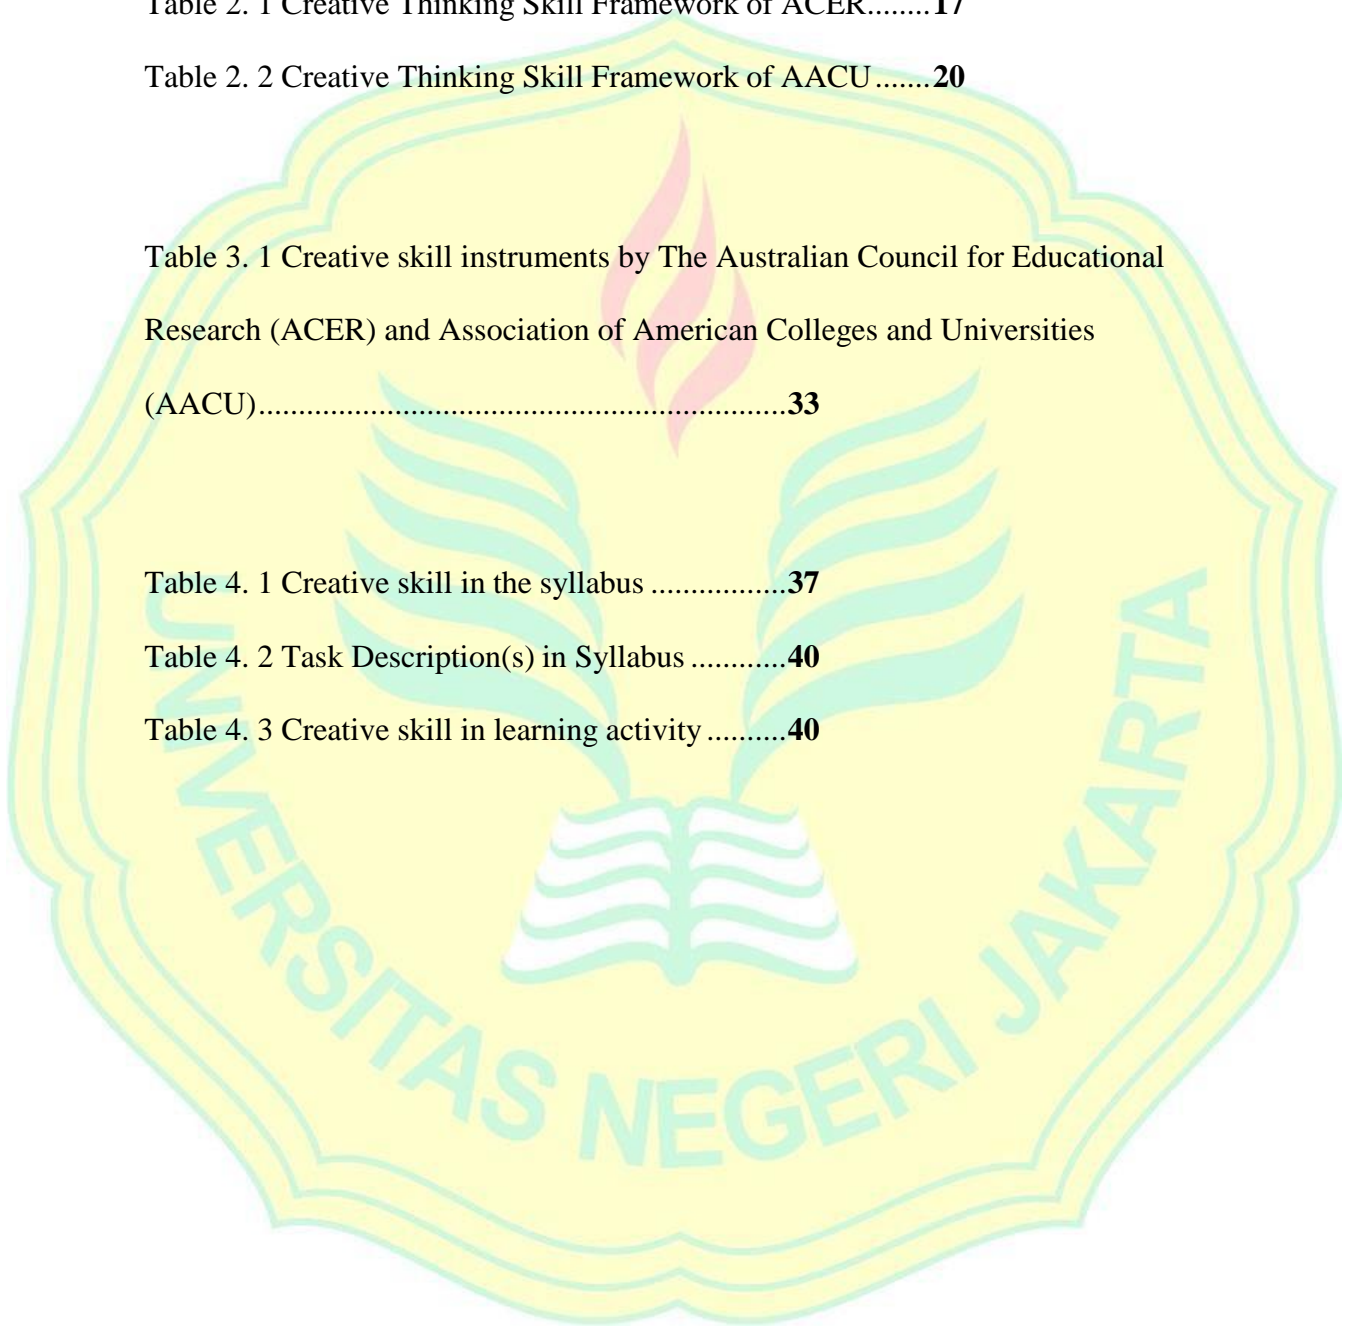 Table 2. 1 Creative Thinking Skill Framework of ACER........17
Table 2. 2 Creative Thinking Skill Framework of AACU.......20
Table 3. 1 Creative skill instruments by The Australian Council for Educational
Research (ACER) and Association of American Colleges and Universities
(AACU)..................................................................33
Table 4. 1 Creative skill in the syllabus .................37
Table 4. 2 Task Description(s) in Syllabus ............40
Table 4. 3 Creative skill in learning activity ..........40
UNIVERSITAS NEGERI JAKARTA